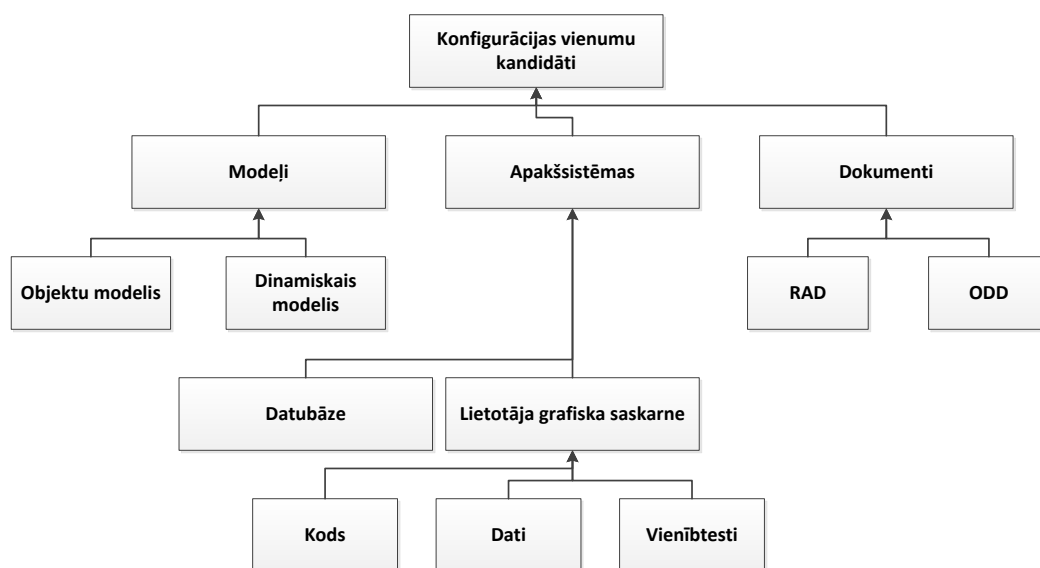 Konfigurācijas vienumu
kandidāti
Modeļi
Apakšsistēmas
Dokumenti
Objektu modelis
Dinamiskais
modelis
RAD
ODD
Datubāze
Lietotāja grafiska saskarne
Kods
Dati
Vienībtesti